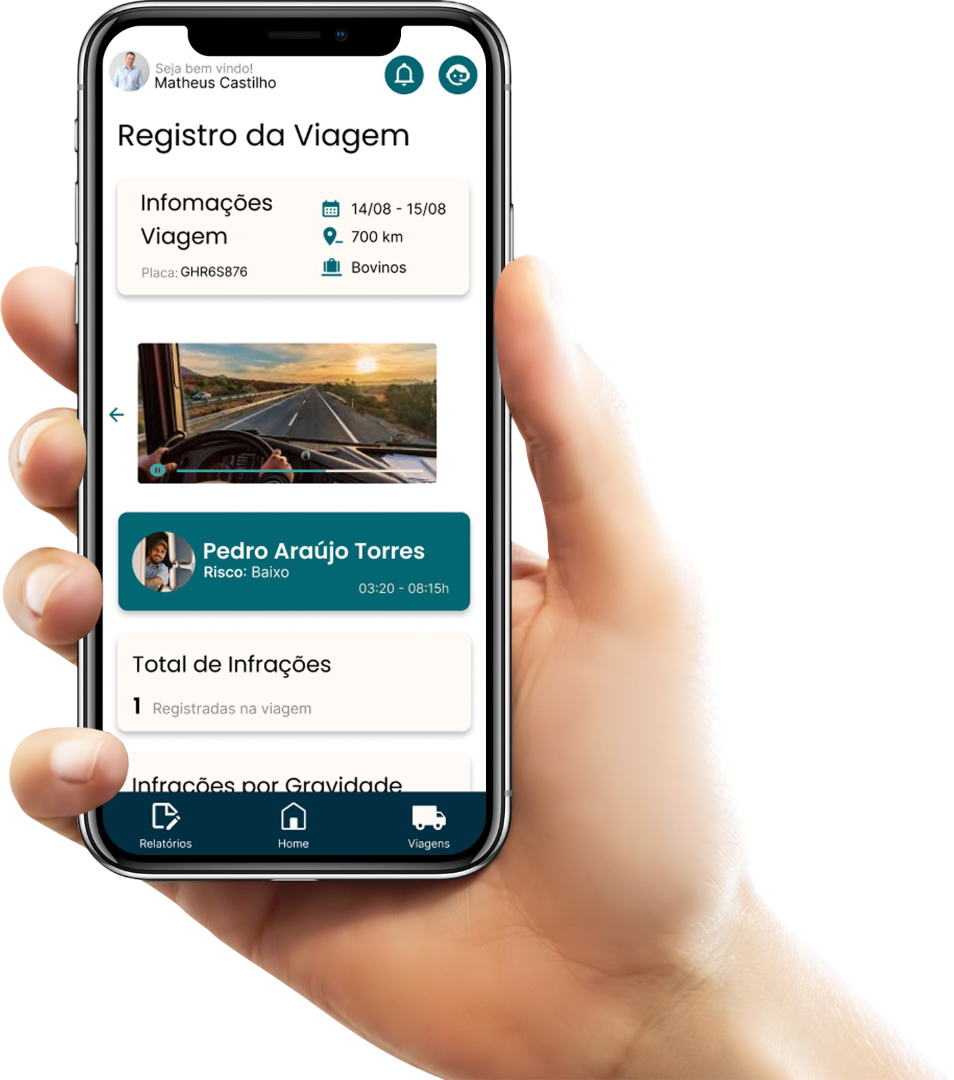 Seja bem vindo!
Matheus Castilho
Registro da Viagem
Infomações
Viagem
Placa: GHR6S876
14/08 - 15/08
700 km
Bovinos
Pedro Araújo Torres
Risco: Baixo
03:20 - 08:15h
Total de Infrações
1 Registradas na viagem
Infrações por Gravidade
Relatórios
Home
Viagens